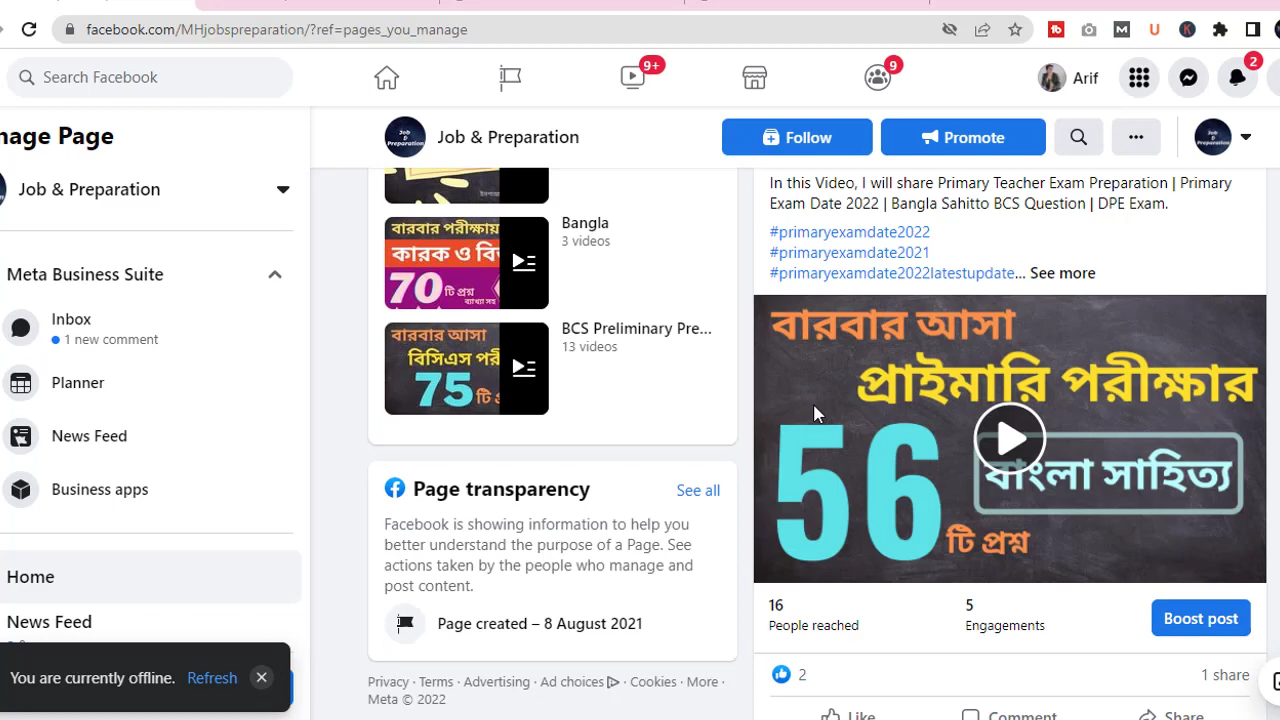 facebook.com/MHjobspreparation/?ref=pages_you_manage
Search Facebook
9+
9
Arif
2
nage Page
Job & Preparation
Follow
Promote
Job & Preparation
Meta Business Suite
Inbox
1 new comment
Planner
News Feed
Business apps
Home
News Feed
You are currently offline.
Refresh
Bangla
3 videos
বারবার পরীক্ষায়
কারক ও বি
70 টি প্রশ্ন
ব্যাখ্যা সহ
BCS Preliminary Pre...
13 videos
বারবার আসা
বিসিএস পরী
75 টি প্র
Page transparency
See all
Facebook is showing information to help you
better understand the purpose of a Page. See
actions taken by the people who manage and
post content.
Page created – 8 August 2021
Privacy · Terms · Advertising · Ad choices · Cookies · More ·
Meta © 2022
In this Video, I will share Primary Teacher Exam Preparation | Primary
Exam Date 2022 | Bangla Sahitto BCS Question | DPE Exam.
#primaryexamdate2022
#primaryexamdate2021
#primaryexamdate2022latestupdate... See more
বারবার আসা
প্রাইমারি পরীক্ষার
56 টি প্রশ্ন
বাংলা সাহিত্য
16
People reached
5
Engagements
Boost post
2
1 share
Like
Comment
Share